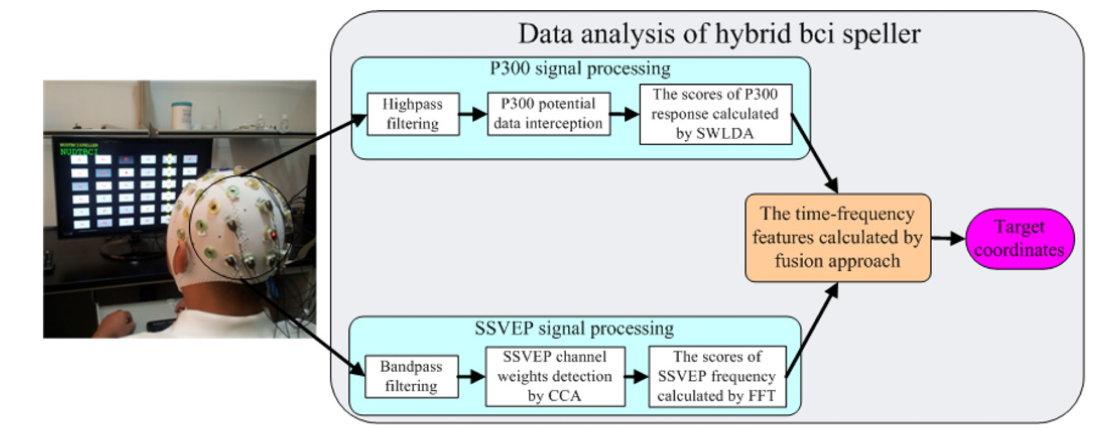 Data analysis of hybrid bci speller
P300 signal processing
Highpass
filtering
P300 potential
data interception
The scores of P300
response calculated
by SWLDA
NUDTBCI
The time-frequency
features calculated by
fusion approach
Target
coordinates
SSVEP signal processing
Bandpass
filtering
SSVEP channel
weights detection
by CCA
The scores of
SSVEP frequency
calculated by FFT